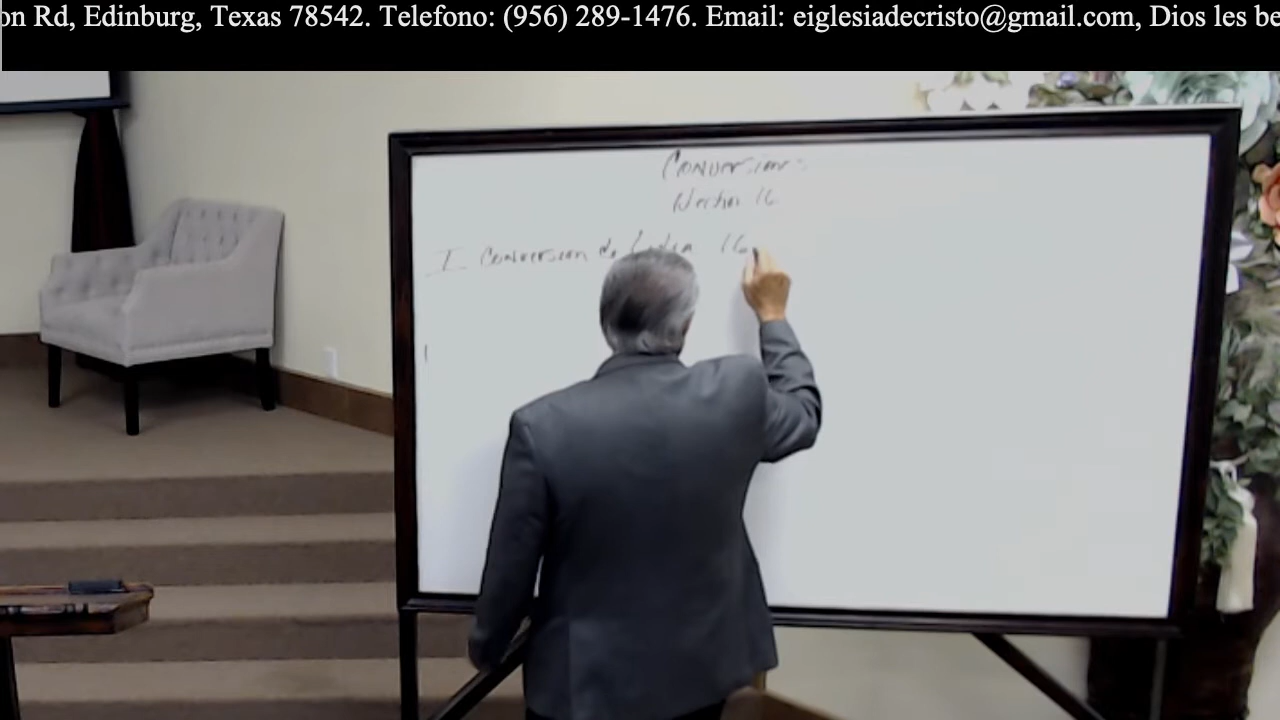 on Rd, Edinburg, Texas 78542. Telefono: (956) 289-1476. Email: eiglesiadecristo@gmail.com, Dios les be
Conversiones
Hechos 16
I Conversion de Lidia 16